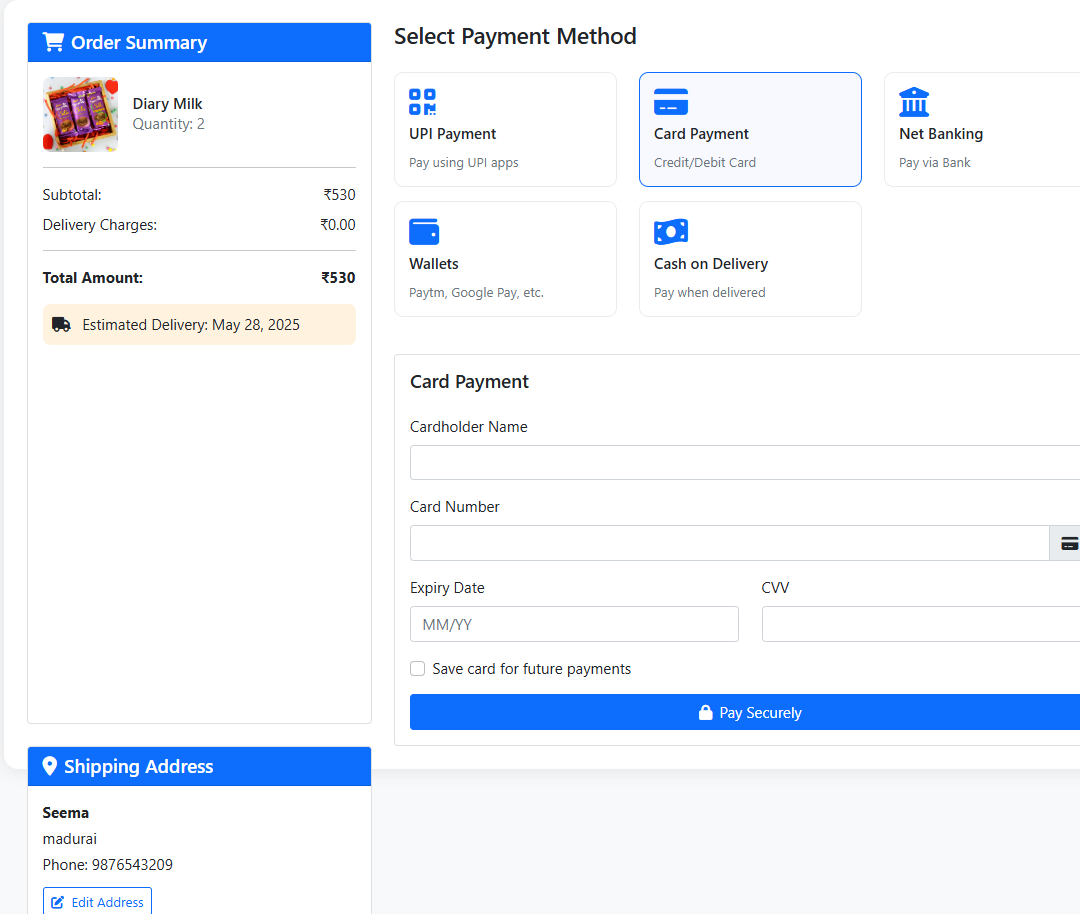 Order Summary
Diary Milk
Quantity: 2
Subtotal: ₹530
Delivery Charges: ₹0.00
Total Amount: ₹530
Estimated Delivery: May 28, 2025
Shipping Address
Seema
madurai
Phone: 9876543209
Edit Address
Select Payment Method
UPI Payment
Pay using UPI apps
Card Payment
Credit/Debit Card
Net Banking
Pay via Bank
Wallets
Paytm, Google Pay, etc.
Cash on Delivery
Pay when delivered
Card Payment
Cardholder Name
Card Number
Expiry Date CVV
MM/YY
Save card for future payments
Pay Securely